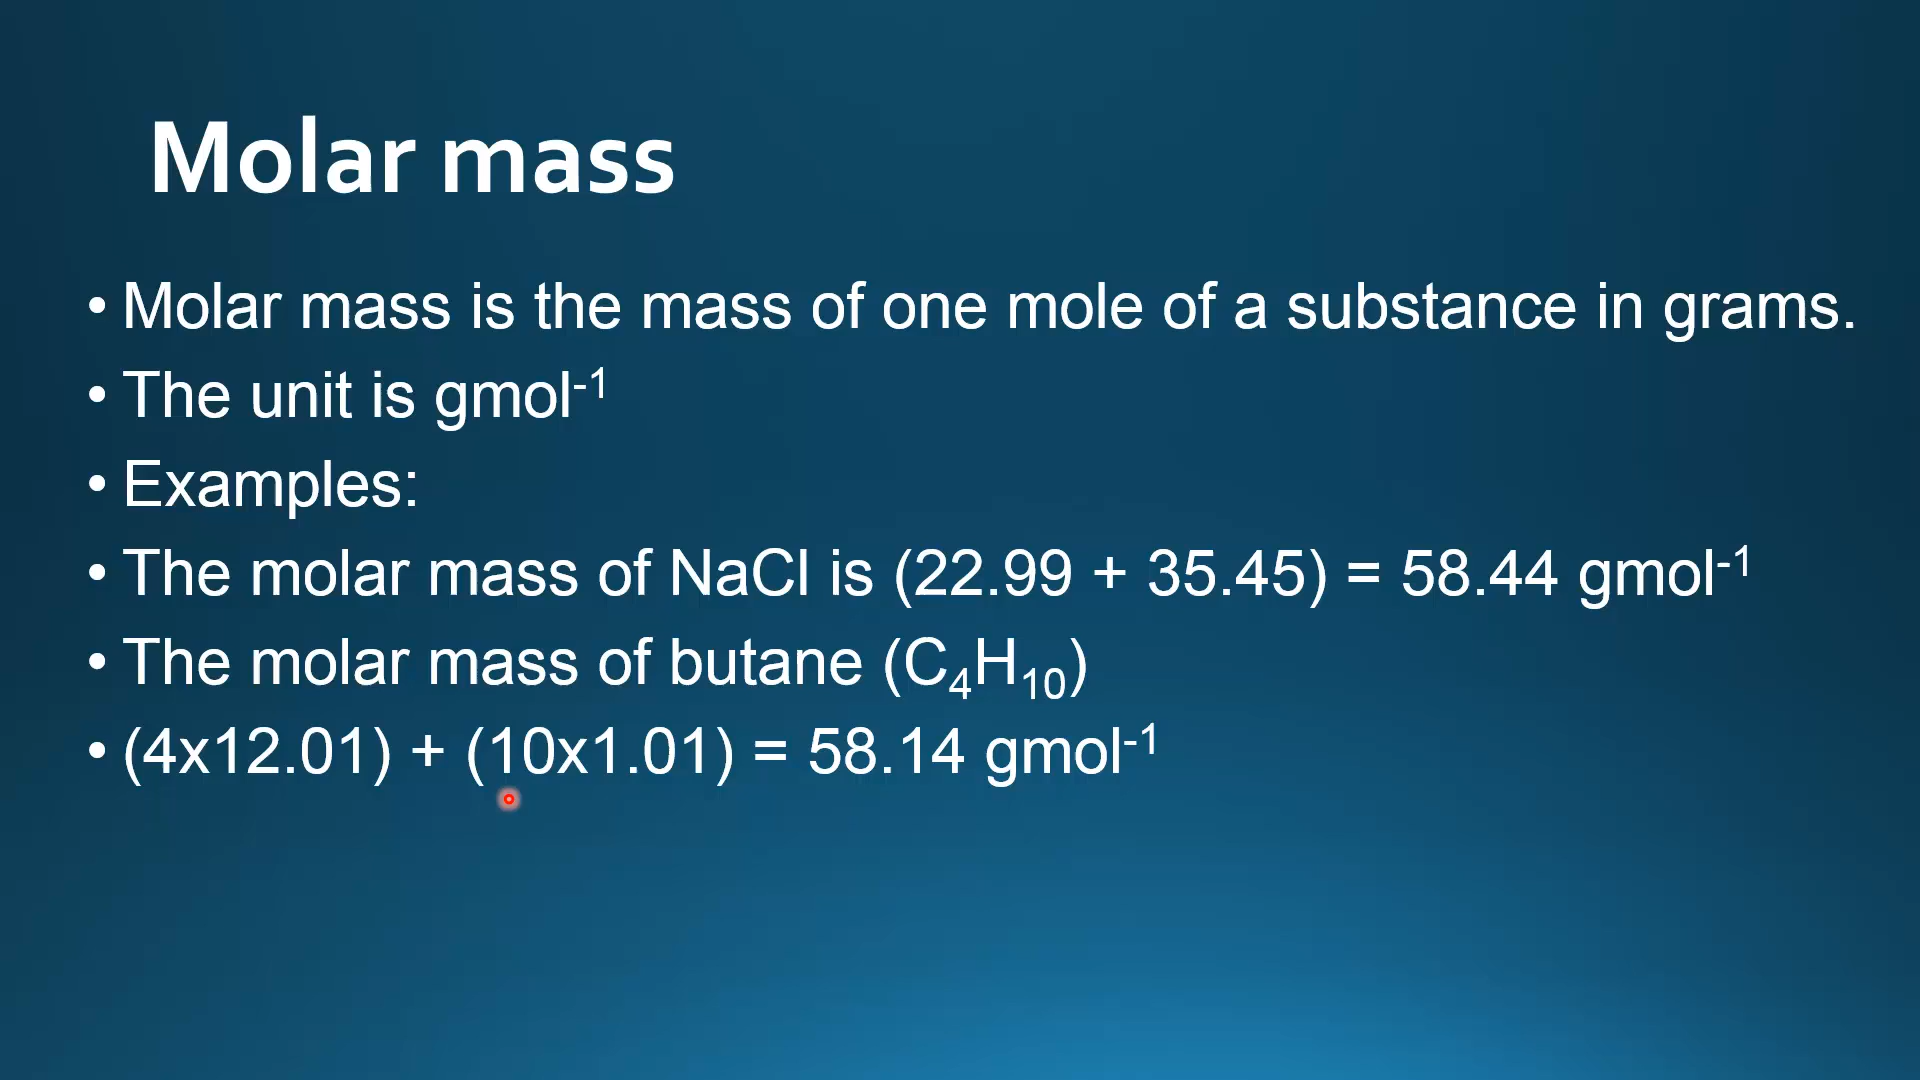 Molar mass
• Molar mass is the mass of one mole of a substance in grams.
• The unit is gmol⁻¹
• Examples:
• The molar mass of NaCl is (22.99 + 35.45) = 58.44 gmol⁻¹
• The molar mass of butane (C₄H₁₀)
• (4x12.01) + (10x1.01) = 58.14 gmol⁻¹